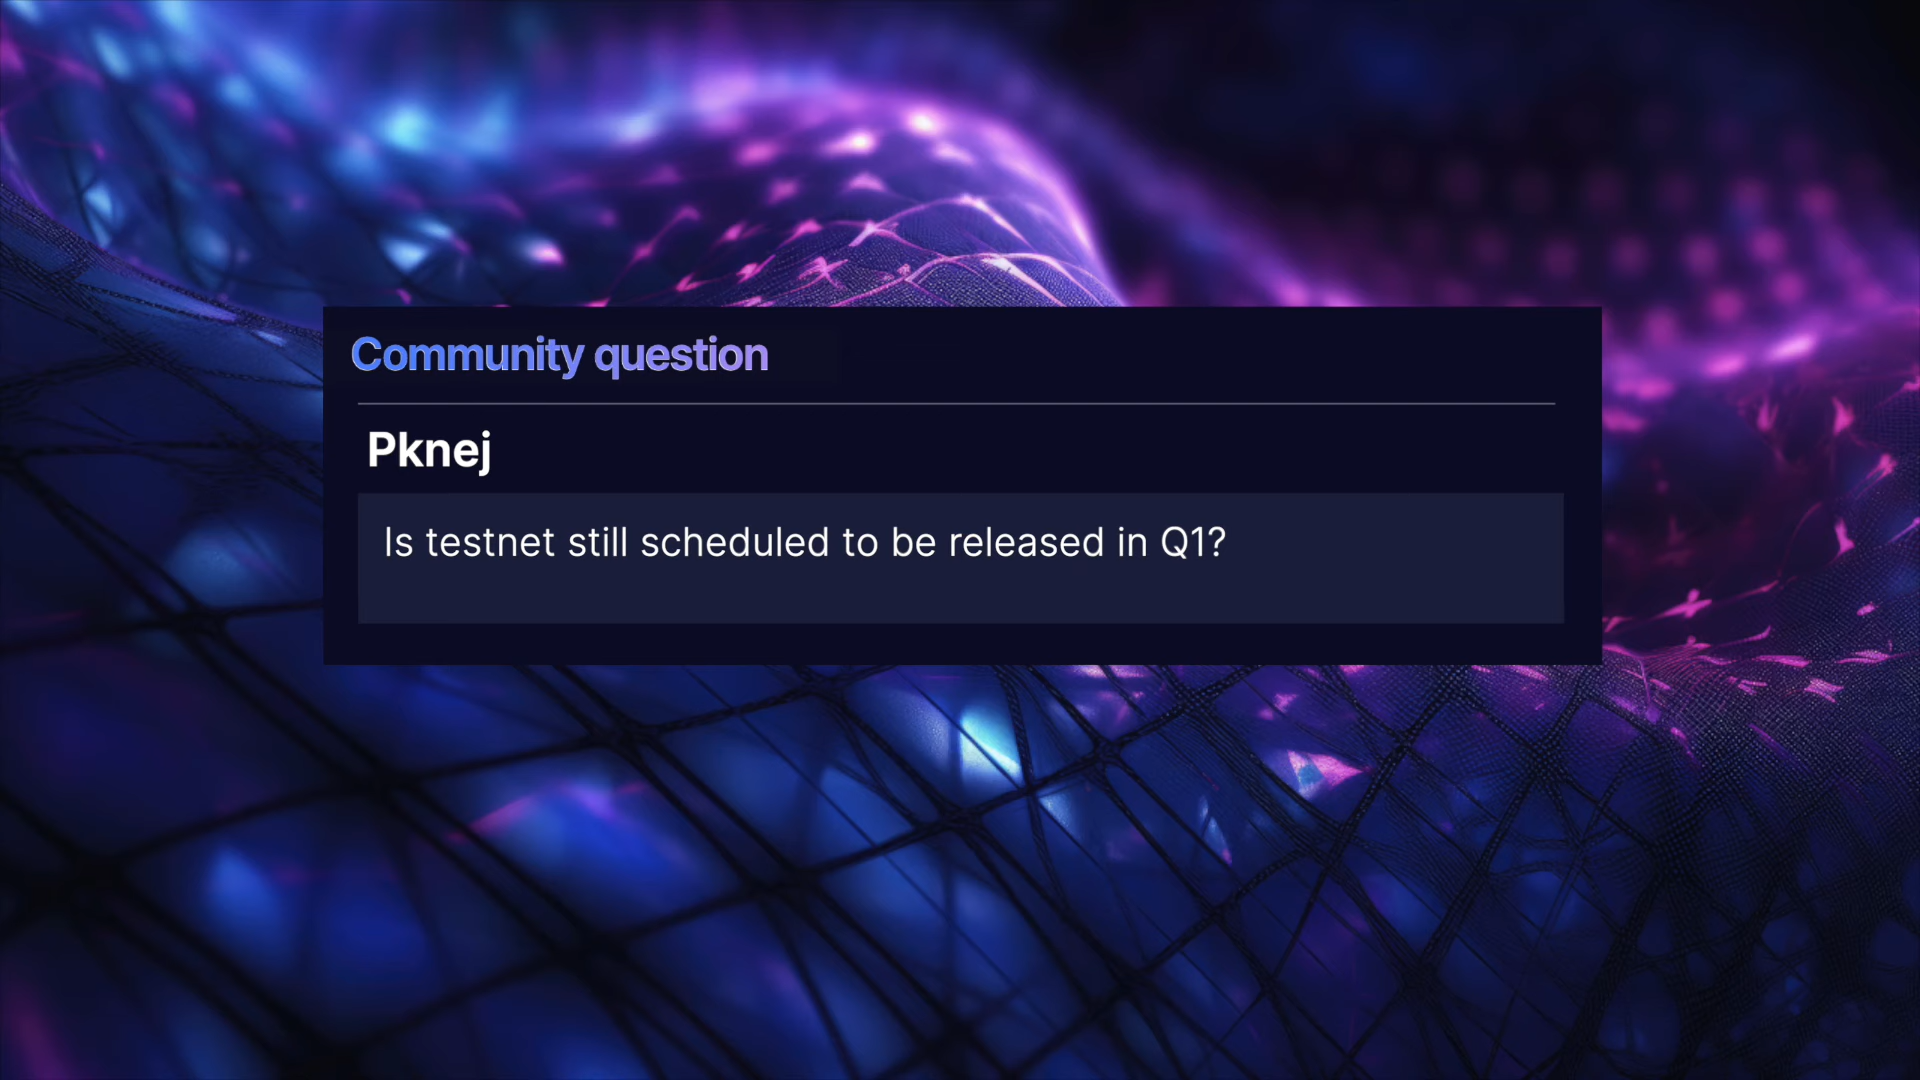 Community question
Pknej
Is testnet still scheduled to be released in Q1?